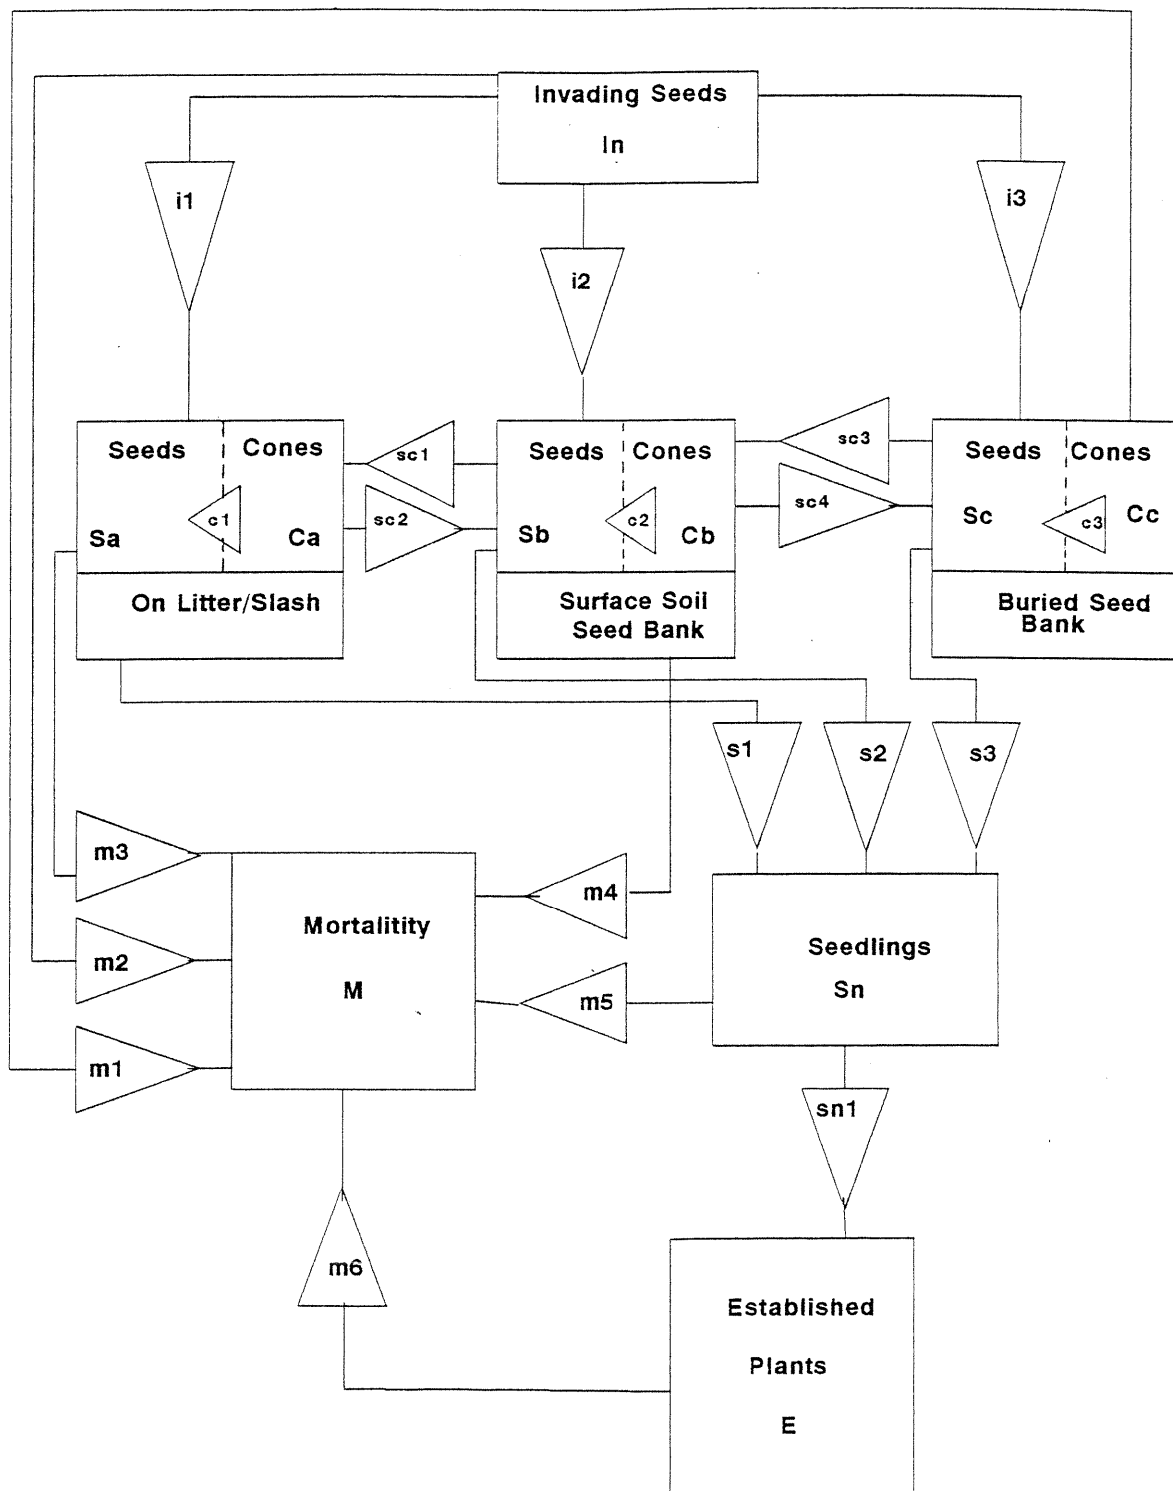 Invading Seeds
In
i1
i2
i3
Seeds
Cones
sc1
sc2
c1
Sa
Ca
On Litter/Slash
Seeds
Cones
sc3
sc4
c2
Sb
Cb
Surface Soil
Seed Bank
Seeds
Cones
Sc
c3
Cc
Buried Seed
Bank
s1
s2
s3
m3
m2
m1
Mortalitity
M
m4
m5
Seedlings
Sn
sn1
m6
Established
Plants
E